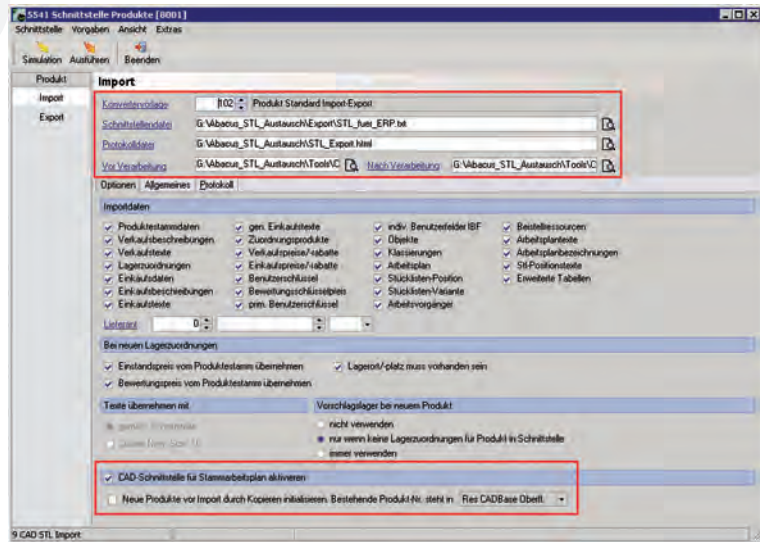 5541 Schnittstelle Produkte [8001]
Schnittstelle Vorgaben Ansicht Extras
Simulation Ausführen Beenden
Produkt
Import
Export
Import
Konvertervorlage 102 Produkt Standard Import-Export
Schnittstellendatei G:\Abacus_STL_Austausch\Export\STL_fuer_ERP.txt
Protokolldatei G:\Abacus_STL_Austausch\STL_Export.html
Vor Verarbeitung G:\Abacus_STL_Austausch\Tools\C Nach Verarbeitung G:\Abacus_STL_Austausch\Tools\C
Optionen Allgemeines Protokoll
Importdaten
Produktestammdaten gen. Einkaufstexte indiv. Benutzerfelder IBF Beistellressourcen
Verkaufsbeschreibungen Zuordnungsprodukte Objekte Arbeitsplantexte
Verkaufstexte Verkaufspreise/-rabatte Klassierungen Arbeitsplanbezeichnungen
Lagerzuordnungen Einkaufspreise/-rabatte Arbeitsplan Stl-Positionstexte
Einkaufsdaten Benutzerschlüssel Stücklisten-Position Erweiterte Tabellen
Einkaufsbeschreibungen Bewertungsschlüsselpreis Stücklisten-Variante
Einkaufstexte prim. Benutzerschlüssel Arbeitsvorgänger
Lieferant 0
Bei neuen Lagerzuordnungen
Einstandspreis vom Produktestamm übernehmen Lagerort/-platz muss vorhanden sein
Bewertungspreis vom Produktestamm übernehmen
Texte übernehmen mit Vorschlagslager bei neuem Produkt
nicht verwenden
nur wenn keine Lagerzuordnungen für Produkt in Schnittstelle
immer verwenden
CAD-Schnittstelle für Stammarbeitsplan aktivieren
Neue Produkte vor Import durch Kopieren initialisieren. Bestehende Produkt-Nr. steht in Res CADBase Oberfl.
9 CAD STL Import